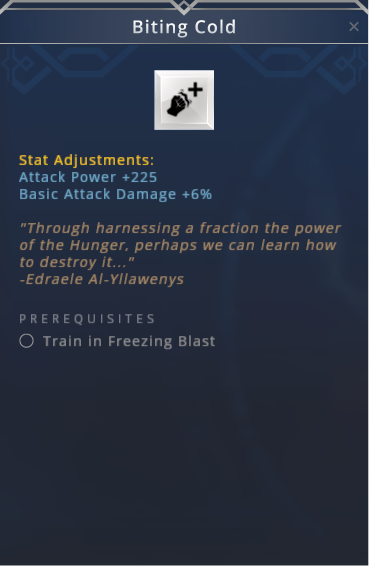 Biting Cold
Stat Adjustments:
Attack Power +225
Basic Attack Damage +6%
"Through harnessing a fraction the power
of the Hunger, perhaps we can learn how
to destroy it..."
-Edraele Al-Yllawenys
PREREQUISITES
Train in Freezing Blast